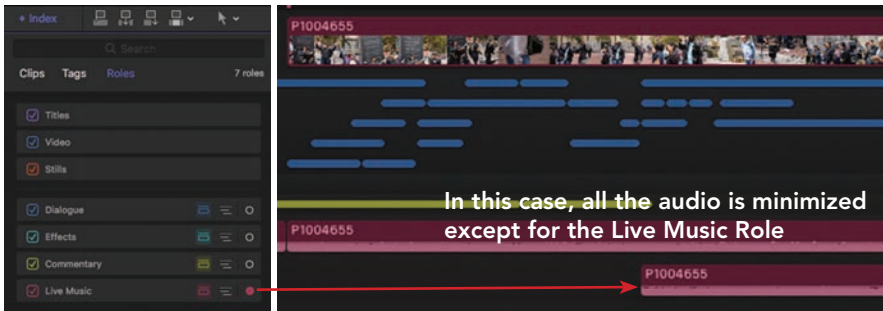 Index
Search
Clips Tags Roles 7 roles
Titles
Video
Stills
Dialogue
Effects
Commentary
Live Music
P1004655
In this case, all the audio is minimized
except for the Live Music Role
P1004655
P1004655